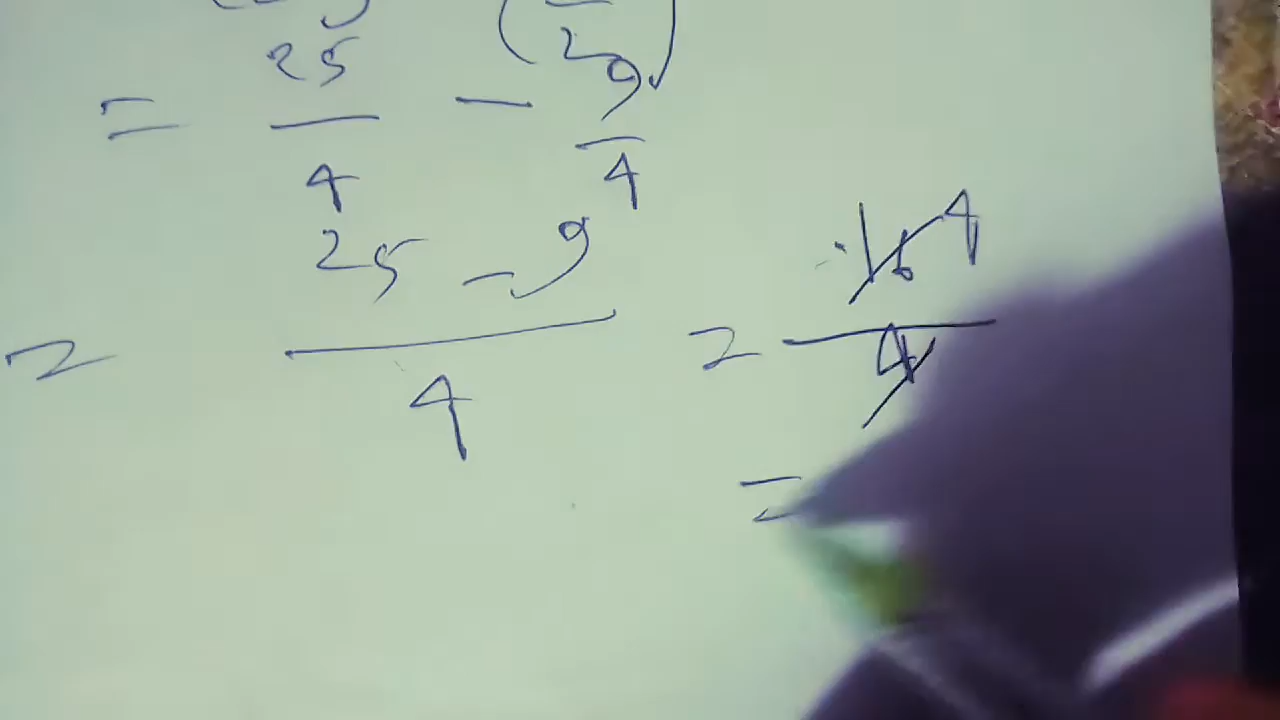 = 25/4 - 9/4
= 25 - 9 / 4 = 16 4 / 4
=